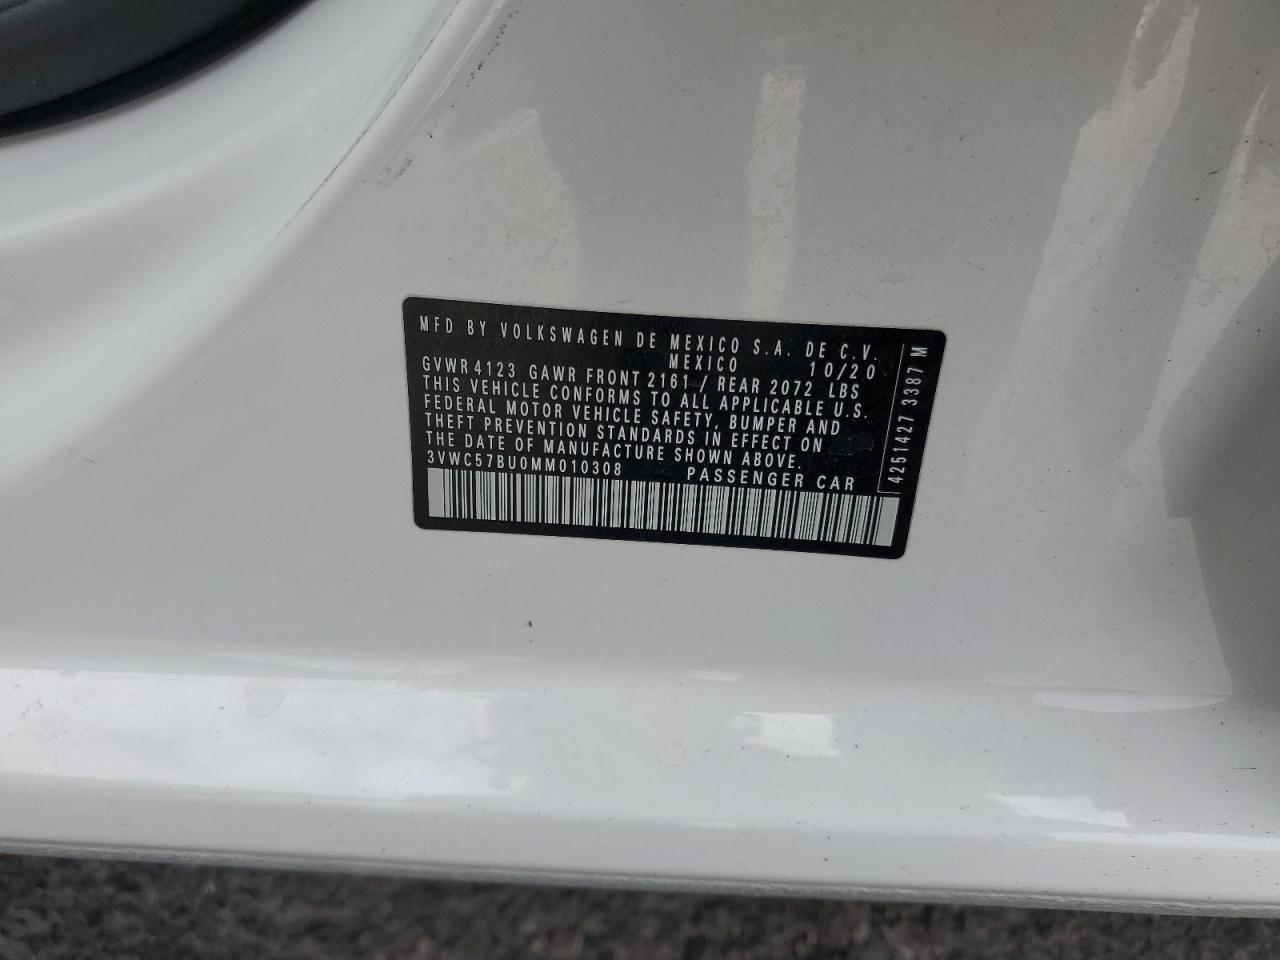 MFD BY VOLKSWAGEN DE MEXICO S.A. DE C.V.
MEXICO 10/20
GVWR 4123 GAWR FRONT 2161 / REAR 2072 LBS
THIS VEHICLE CONFORMS TO ALL APPLICABLE U.S.
FEDERAL MOTOR VEHICLE SAFETY, BUMPER AND
THEFT PREVENTION STANDARDS IN EFFECT ON
THE DATE OF MANUFACTURE SHOWN ABOVE.
3VWC57BU0MM010308 PASSENGER CAR
4251427 3387 M